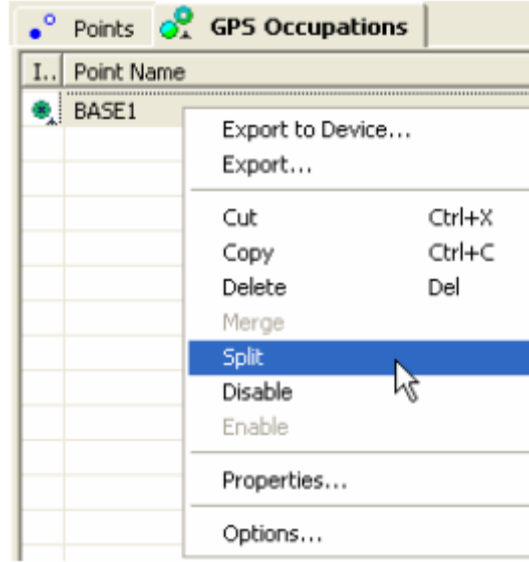 Points GPS Occupations
I.. Point Name
BASE1
Export to Device...
Export...
Cut Ctrl+X
Copy Ctrl+C
Delete Del
Merge
Split
Disable
Enable
Properties...
Options...